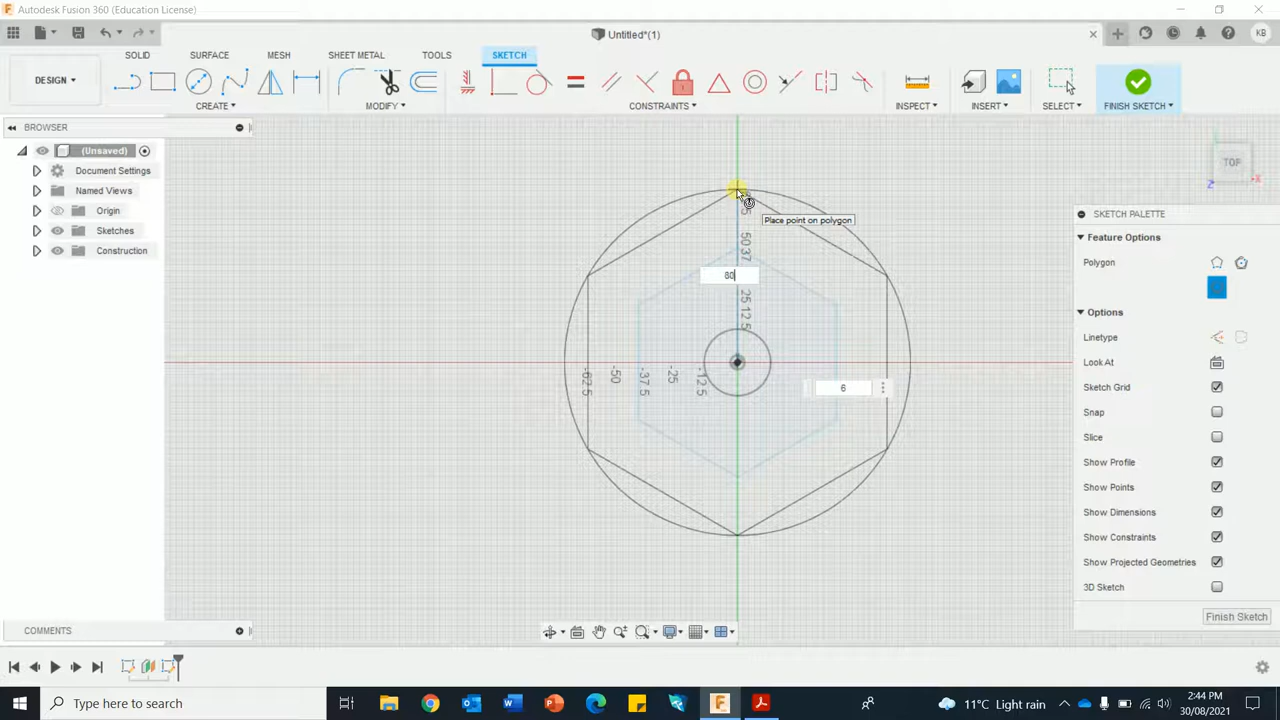 Autodesk Fusion 360 (Education License)
Untitled*(1)
KB
DESIGN
SOLID SURFACE MESH SHEET METAL TOOLS SKETCH
CREATE MODIFY CONSTRAINTS INSPECT INSERT SELECT FINISH SKETCH
BROWSER
(Unsaved)
Document Settings
Named Views
Origin
Sketches
Construction
TOP
Z
X
Place point on polygon
5037
80
2512.5
-62.5
-50
-37.5
-25
-12.5
6
SKETCH PALETTE
Feature Options
Polygon
Options
Linetype
Look At
Sketch Grid
Snap
Slice
Show Profile
Show Points
Show Dimensions
Show Constraints
Show Projected Geometries
3D Sketch
Finish Sketch
COMMENTS
Type here to search
11°C Light rain
2:44 PM
30/08/2021